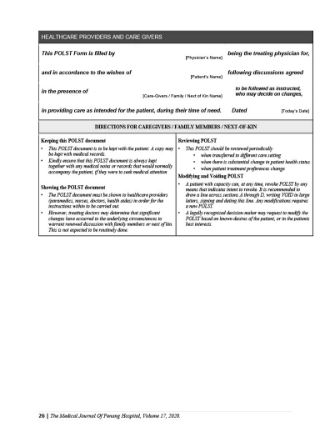 HEALTHCARE PROVIDERS AND CARE GIVERS
This POLST Form is filled by [Physician's Name] being the treating physician for,
and in accordance to the wishes of [Patient's Name] following discussions agreed
in the presence of [Care-Givers / Family / Next of Kin Name] to be followed as instructed, who may decide on changes,
in providing care as intended for the patient, during their time of need. Dated [Today's Date]
DIRECTIONS FOR CAREGIVERS / FAMILY MEMBERS / NEXT-OF-KIN
Keeping this POLST document
• This POLST document is to be kept with the patient. A copy may
be kept with medical records.
• Kindly ensure that this POLST document is always kept
together with any medical notes or records that would normally
accompany the patient, if they were to seek medical attention
Showing the POLST document
• The POLST document must be shown to healthcare providers
(paramedics, nurses, doctors, health aides) in order for the
instructions within to be carried out.
• However, treating doctors may determine that significant
changes have occurred in the underlying circumstances to
warrant renewed discussion with family members or next of kin.
This is not expected to be routinely done.
Reviewing POLST
• This POLST should be reviewed periodically
• when transferred to different care setting
• when there is substantial change in patient health status
• when patient treatment preferences change
Modifying and Voiding POLST
• A patient with capacity can, at any time, revoke POLST by any
means that indicates intent to revoke. It is recommended to
draw a line across sections A through D, writing VOID in large
letters, signing and dating this line. Any modifications requires
a new POLST.
• A legally recognized decision maker may request to modify the
POLST based on known desires of the patient, or in the patients
best interests.
26 | The Medical Journal Of Penang Hospital, Volume 17, 2020.